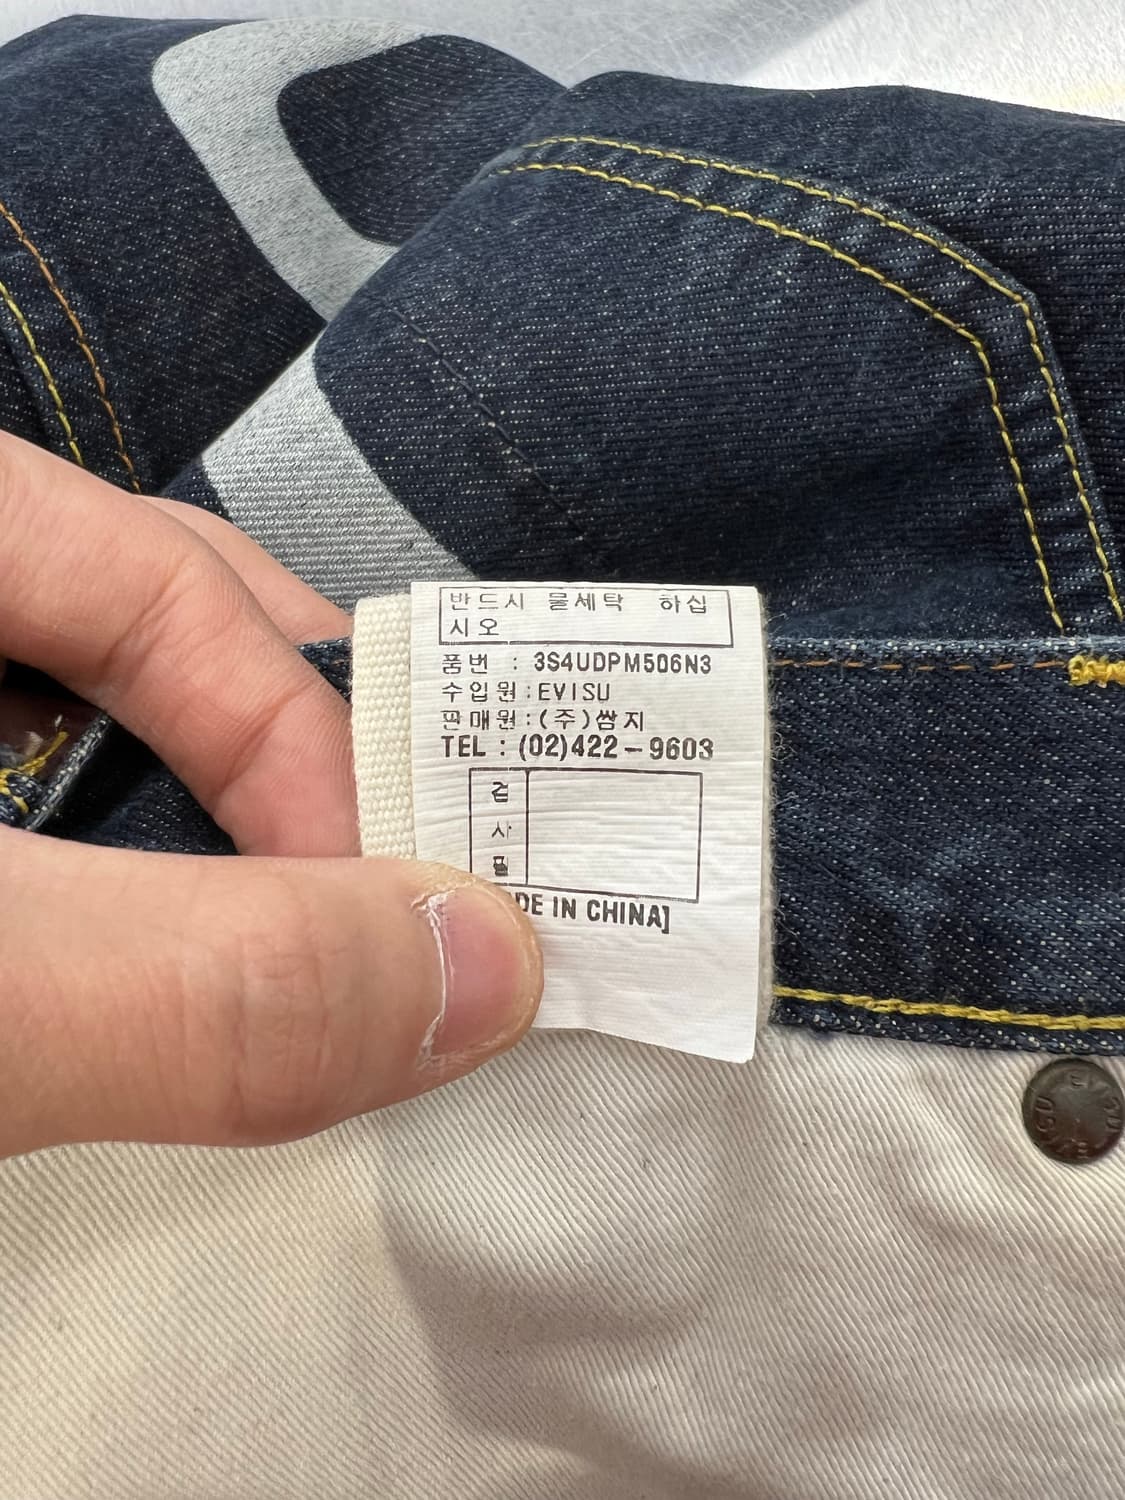 반드시 물세탁 하십
시오
품번 : 3S4UDPM506N3
수입원:EVISU
판매원:(주)쌈지
TEL : (02)422-9603
검
사
필
DE IN CHINA]